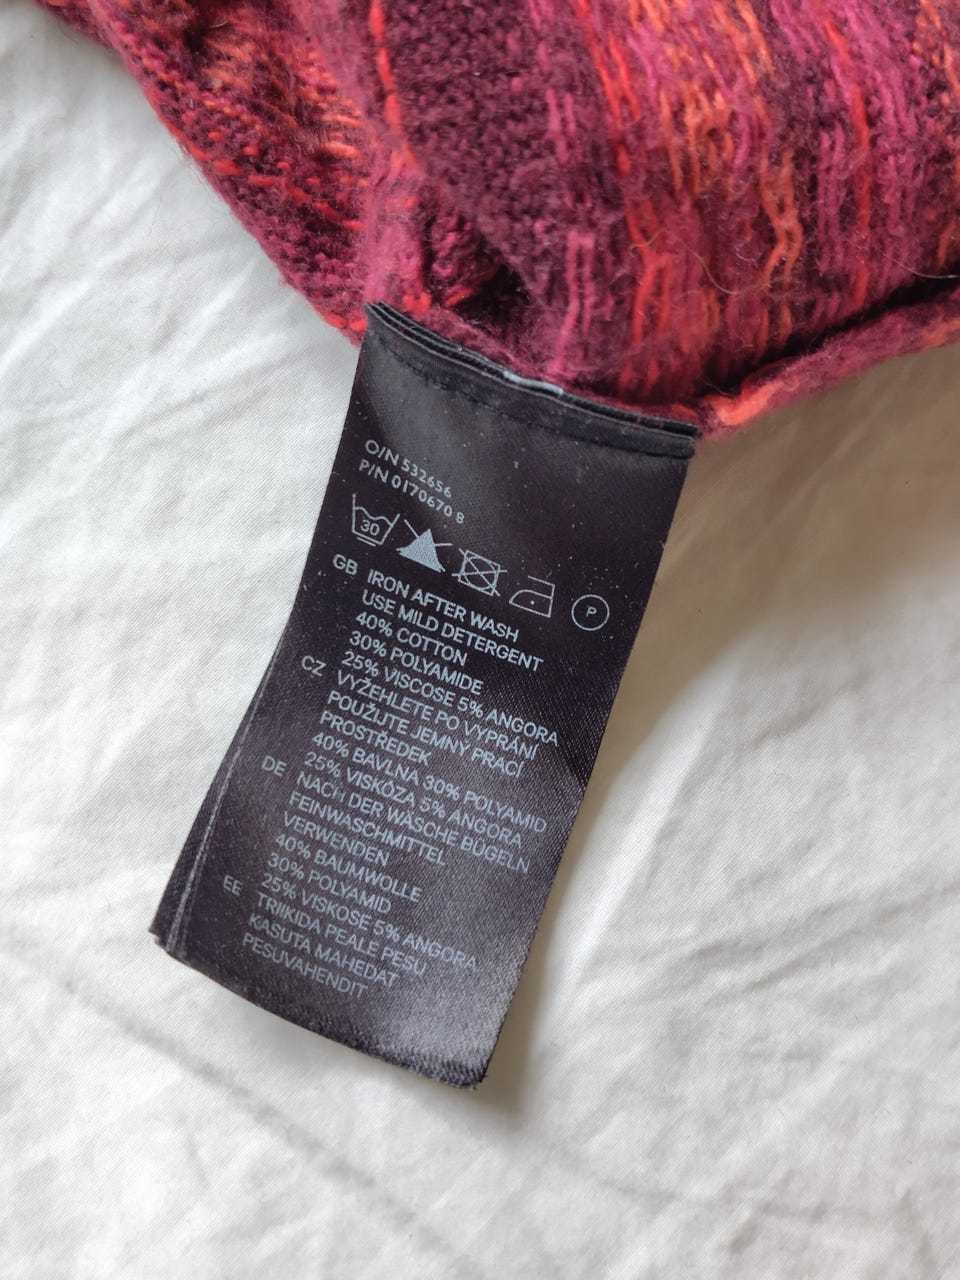 O/N 532656
P/N 0170670 8
30
P
GB IRON AFTER WASH
USE MILD DETERGENT
40% COTTON
30% POLYAMIDE
25% VISCOSE 5% ANGORA
CZ VYŽEHLETE PO VYPRÁNÍ
POUŽIJTE JEMNÝ PRACÍ
PROSTŘEDEK
40% BAVLNA 30% POLYAMID
25% VISKÓZA 5% ANGORA
DE NACH DER WÄSCHE BÜGELN
FEINWASCHMITTEL
VERWENDEN
40% BAUMWOLLE
30% POLYAMID
25% VISKOSE 5% ANGORA
EE TRIIKIDA PEALE PESU
KASUTA MAHEDAT
PESUVAHENDIT